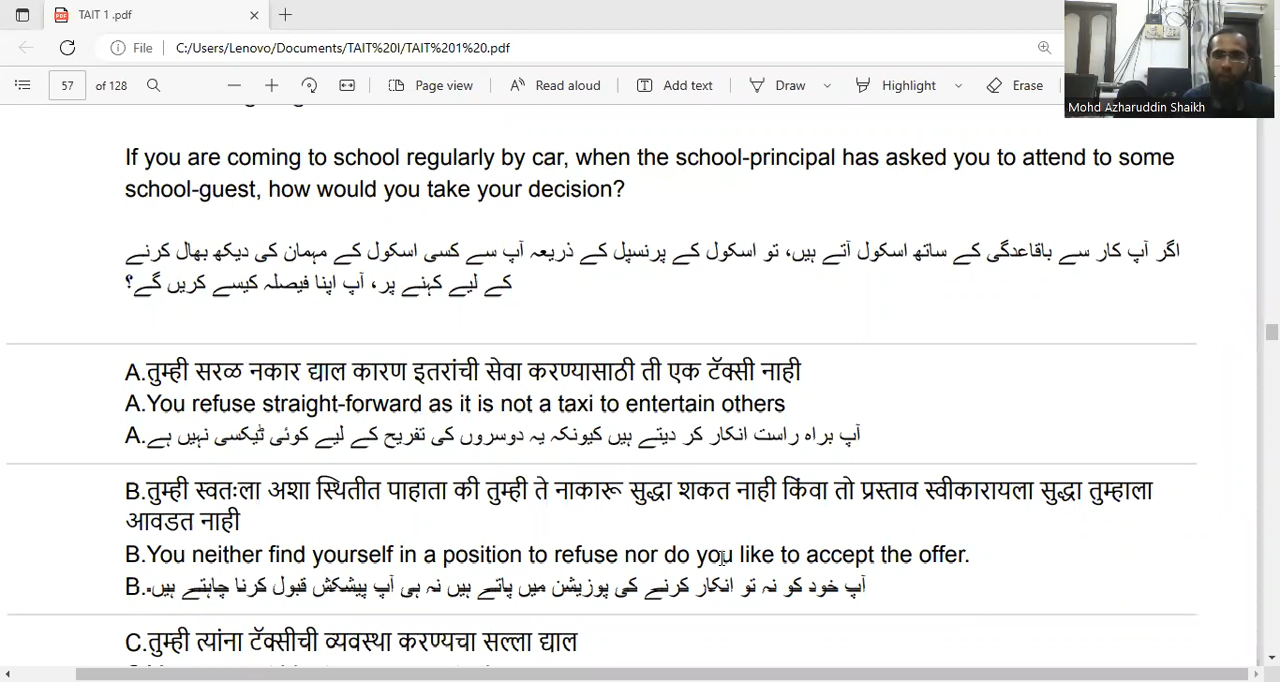 TAIT 1 .pdf
File
C:/Users/Lenovo/Documents/TAIT%20I/TAIT%201%20.pdf
57 of 128
Page view
Read aloud
Add text
Draw
Highlight
Erase
Mohd Azharuddin Shaikh
If you are coming to school regularly by car, when the school-principal has asked you to attend to some
school-guest, how would you take your decision?
اگر آپ کار سے باقاعدگی کے ساتھ اسکول آتے ہیں، تو اسکول کے پرنسپل کے ذریعہ آپ سے کسی اسکول کے مہمان کی دیکھ بھال کرنے
کے لیے کہنے پر، آپ اپنا فیصلہ کیسے کریں گے؟
A.तुम्ही सरळ नकार द्याल कारण इतरांची सेवा करण्यासाठी ती एक टॅक्सी नाही
A.You refuse straight-forward as it is not a taxi to entertain others
A.آپ براہ راست انکار کر دیتے ہیں کیونکہ یہ دوسروں کی تفریح کے لیے کوئی ٹیکسی نہیں ہے
B.तुम्ही स्वतःला अशा स्थितीत पाहाता की तुम्ही ते नाकारू सुद्धा शकत नाही किंवा तो प्रस्ताव स्वीकारायला सुद्धा तुम्हाला
आवडत नाही
B.You neither find yourself in a position to refuse nor do you like to accept the offer.
B.آپ خود کو نہ تو انکار کرنے کی پوزیشن میں پاتے ہیں نہ ہی آپ پیشکش قبول کرنا چاہتے ہیں۔
C.तुम्ही त्यांना टॅक्सीची व्यवस्था करण्यचा सल्ला द्याल